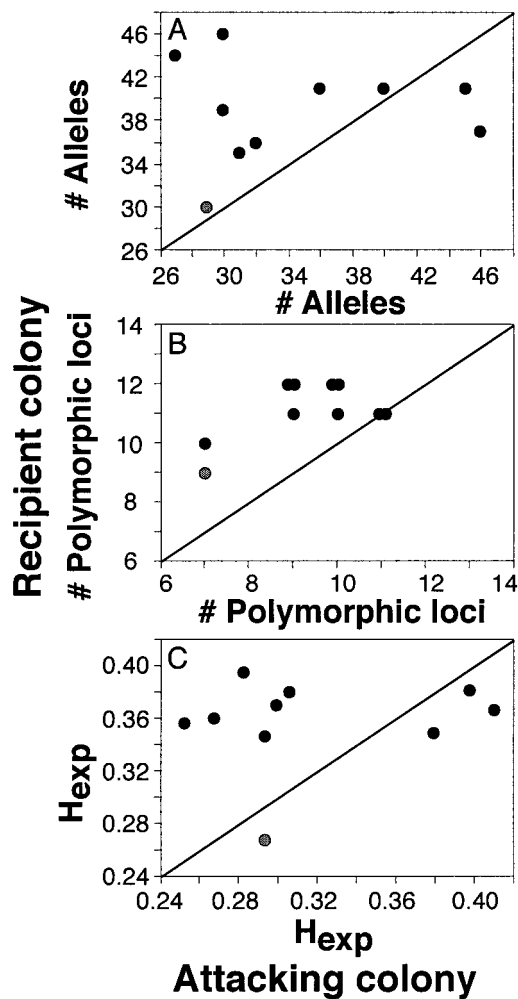 Recipient colony
A
# Alleles
46
42
38
34
30
26
26 30 34 38 42 46
# Alleles
B
# Polymorphic loci
14
12
10
8
6
6 8 10 12 14
# Polymorphic loci
C
Hexp
0.40
0.36
0.32
0.28
0.24
0.24 0.28 0.32 0.36 0.40
Hexp
Attacking colony